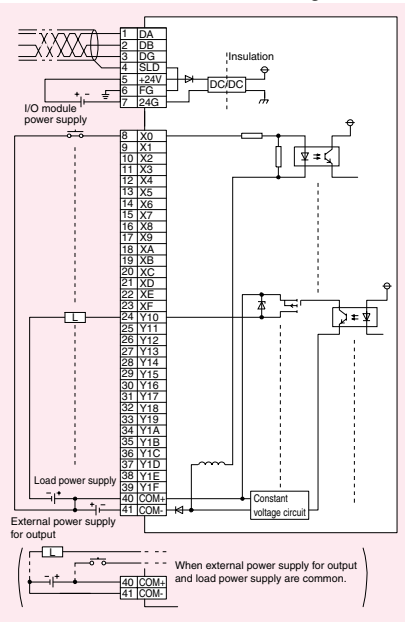 1 DA
2 DB
3 DG
4 SLD
5 +24V
6 FG
7 24G
Insulation
DC/DC
+ -
I/O module
power supply
8 X0
9 X1
10 X2
11 X3
12 X4
13 X5
14 X6
15 X7
16 X8
17 X9
18 XA
19 XB
20 XC
21 XD
22 XE
23 XF
24 Y10
25 Y11
26 Y12
27 Y13
28 Y14
29 Y15
30 Y16
31 Y17
32 Y18
33 Y19
34 Y1A
35 Y1B
36 Y1C
37 Y1D
38 Y1E
39 Y1F
40 COM+
41 COM-
L
Load power supply
- +
+ -
External power supply
for output
Constant
voltage circuit
L
- +
40 COM+
41 COM-
When external power supply for output
and load power supply are common.